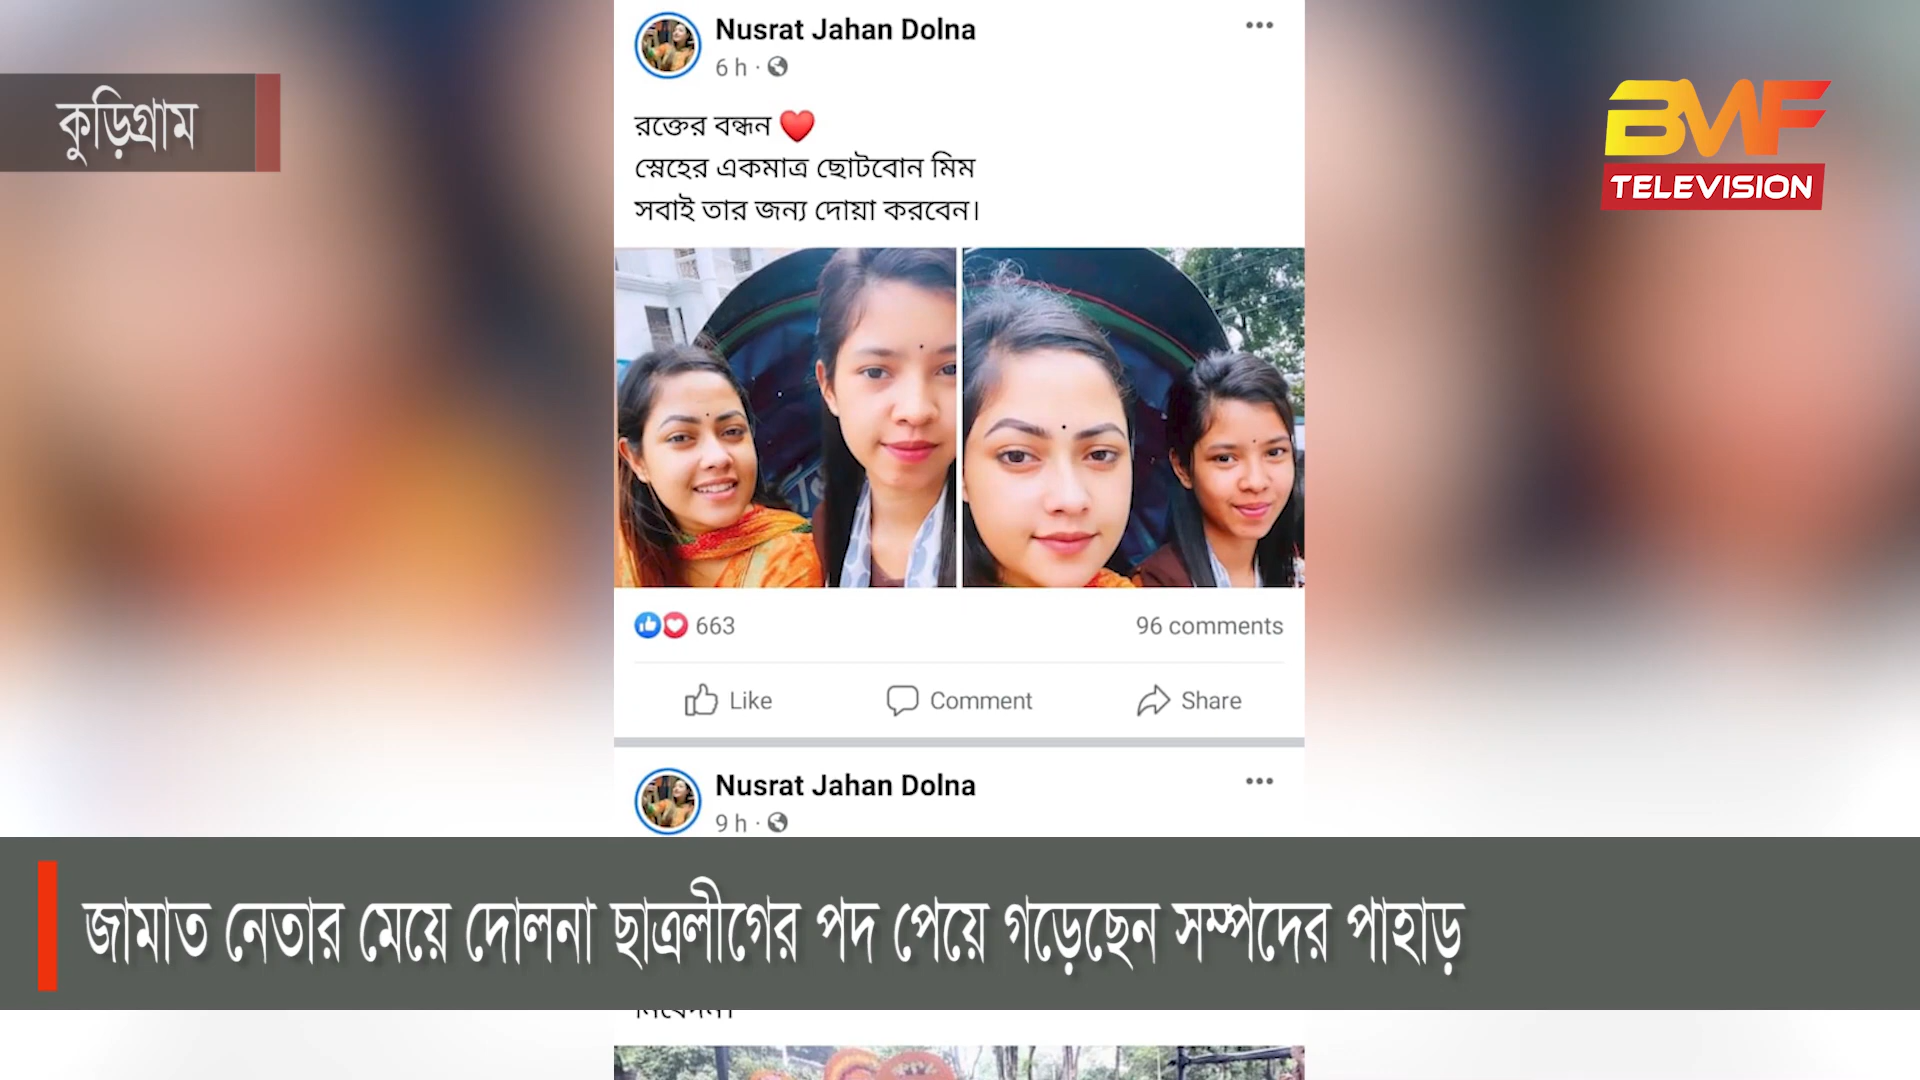 কুড়িগ্রাম
BMF
TELEVISION
Nusrat Jahan Dolna
6 h
রক্তের বন্ধন ❤️
স্নেহের একমাত্র ছোটবোন মিম
সবাই তার জন্য দোয়া করবেন।
663
96 comments
Like
Comment
Share
Nusrat Jahan Dolna
9 h
জামাত নেতার মেয়ে দোলনা ছাত্রলীগের পদ পেয়ে গড়েছেন সম্পদের পাহাড়